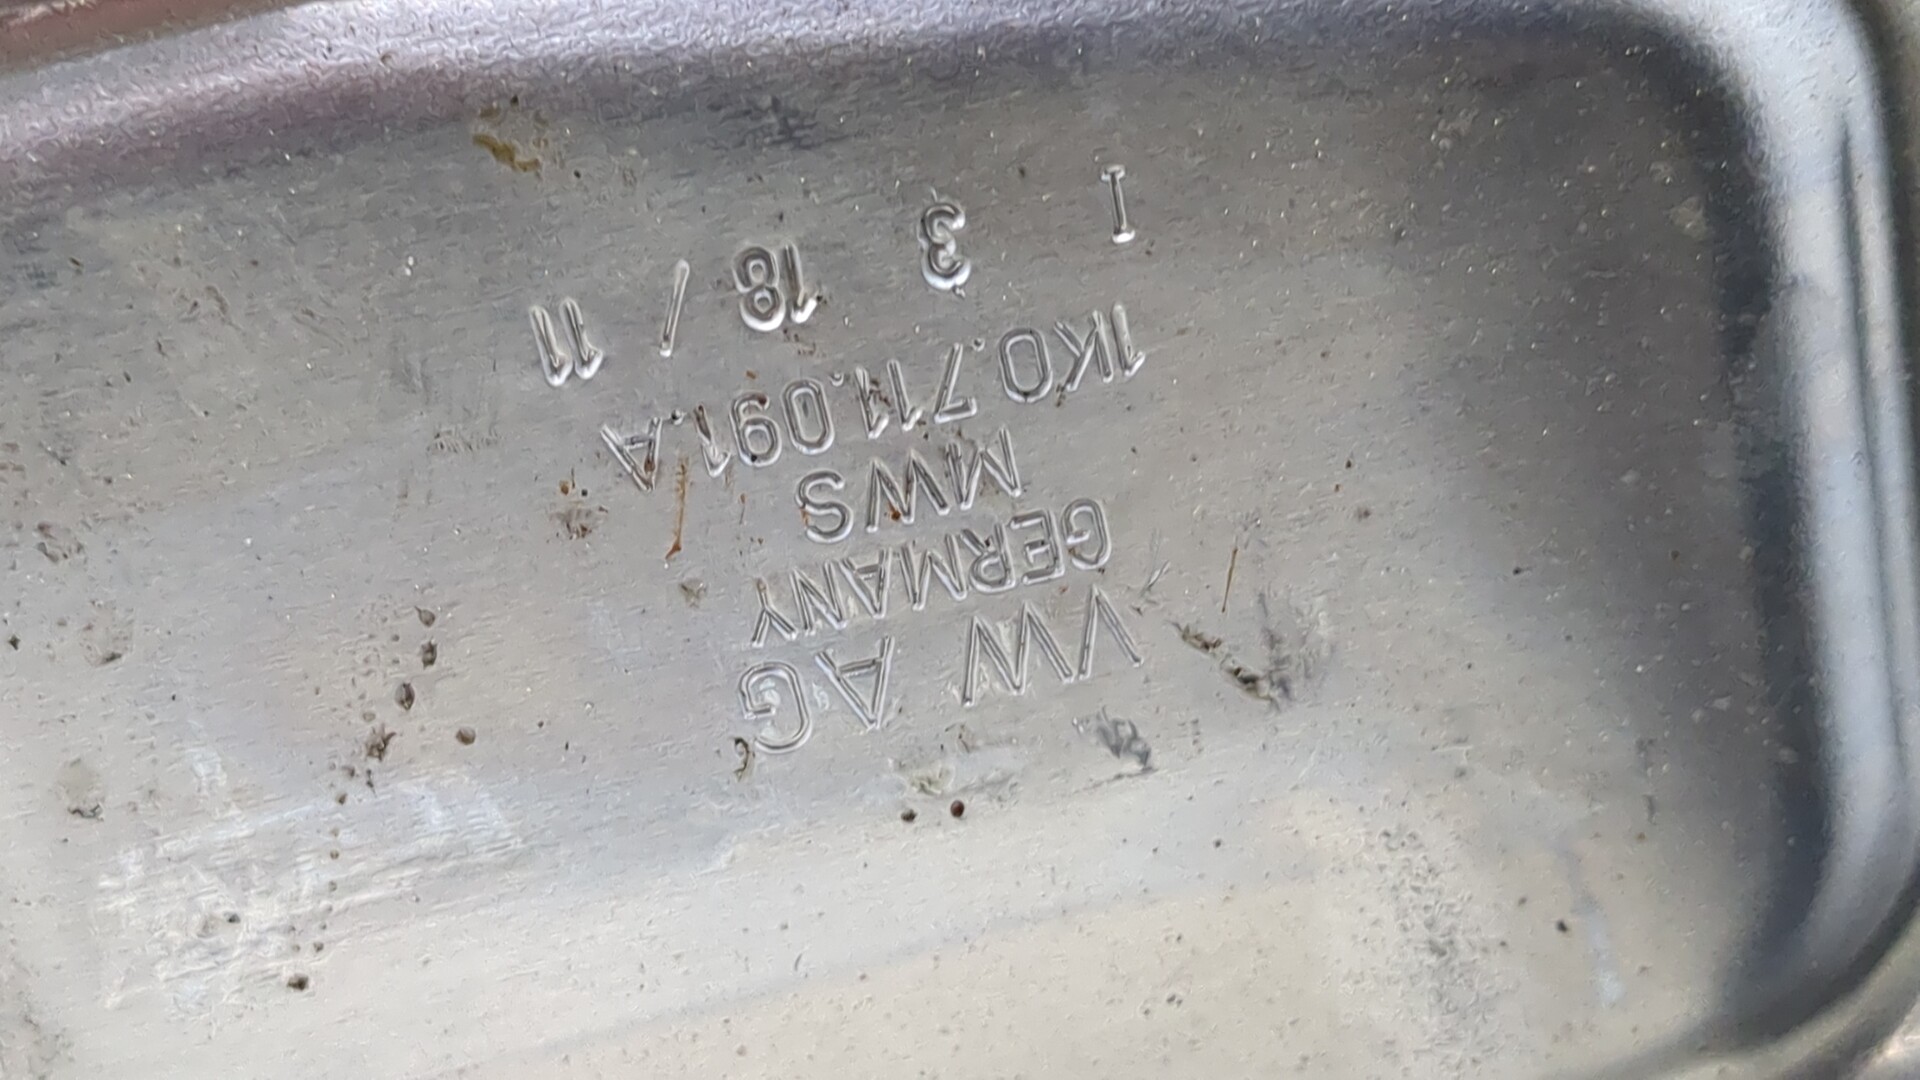 VW AG
GERMANY
MWS
1K0.711.091.A
I 3 18 / 11